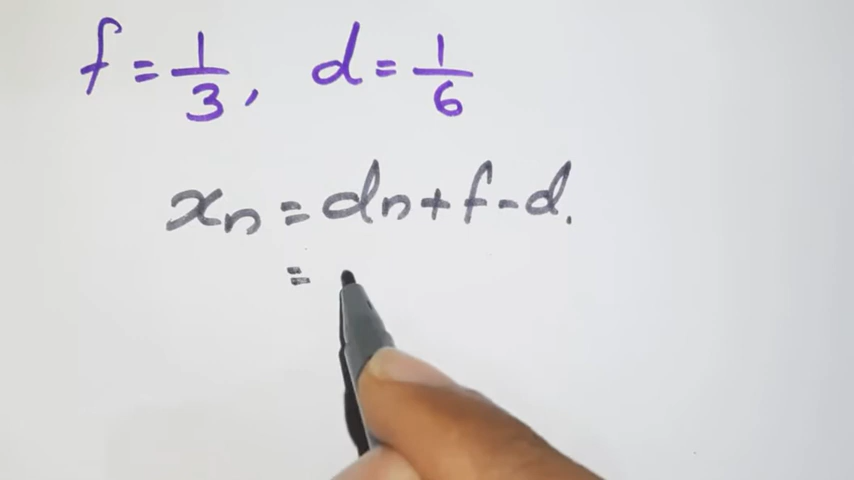 f = 1/3, d = 1/6
xₙ = dn + f - d.
=